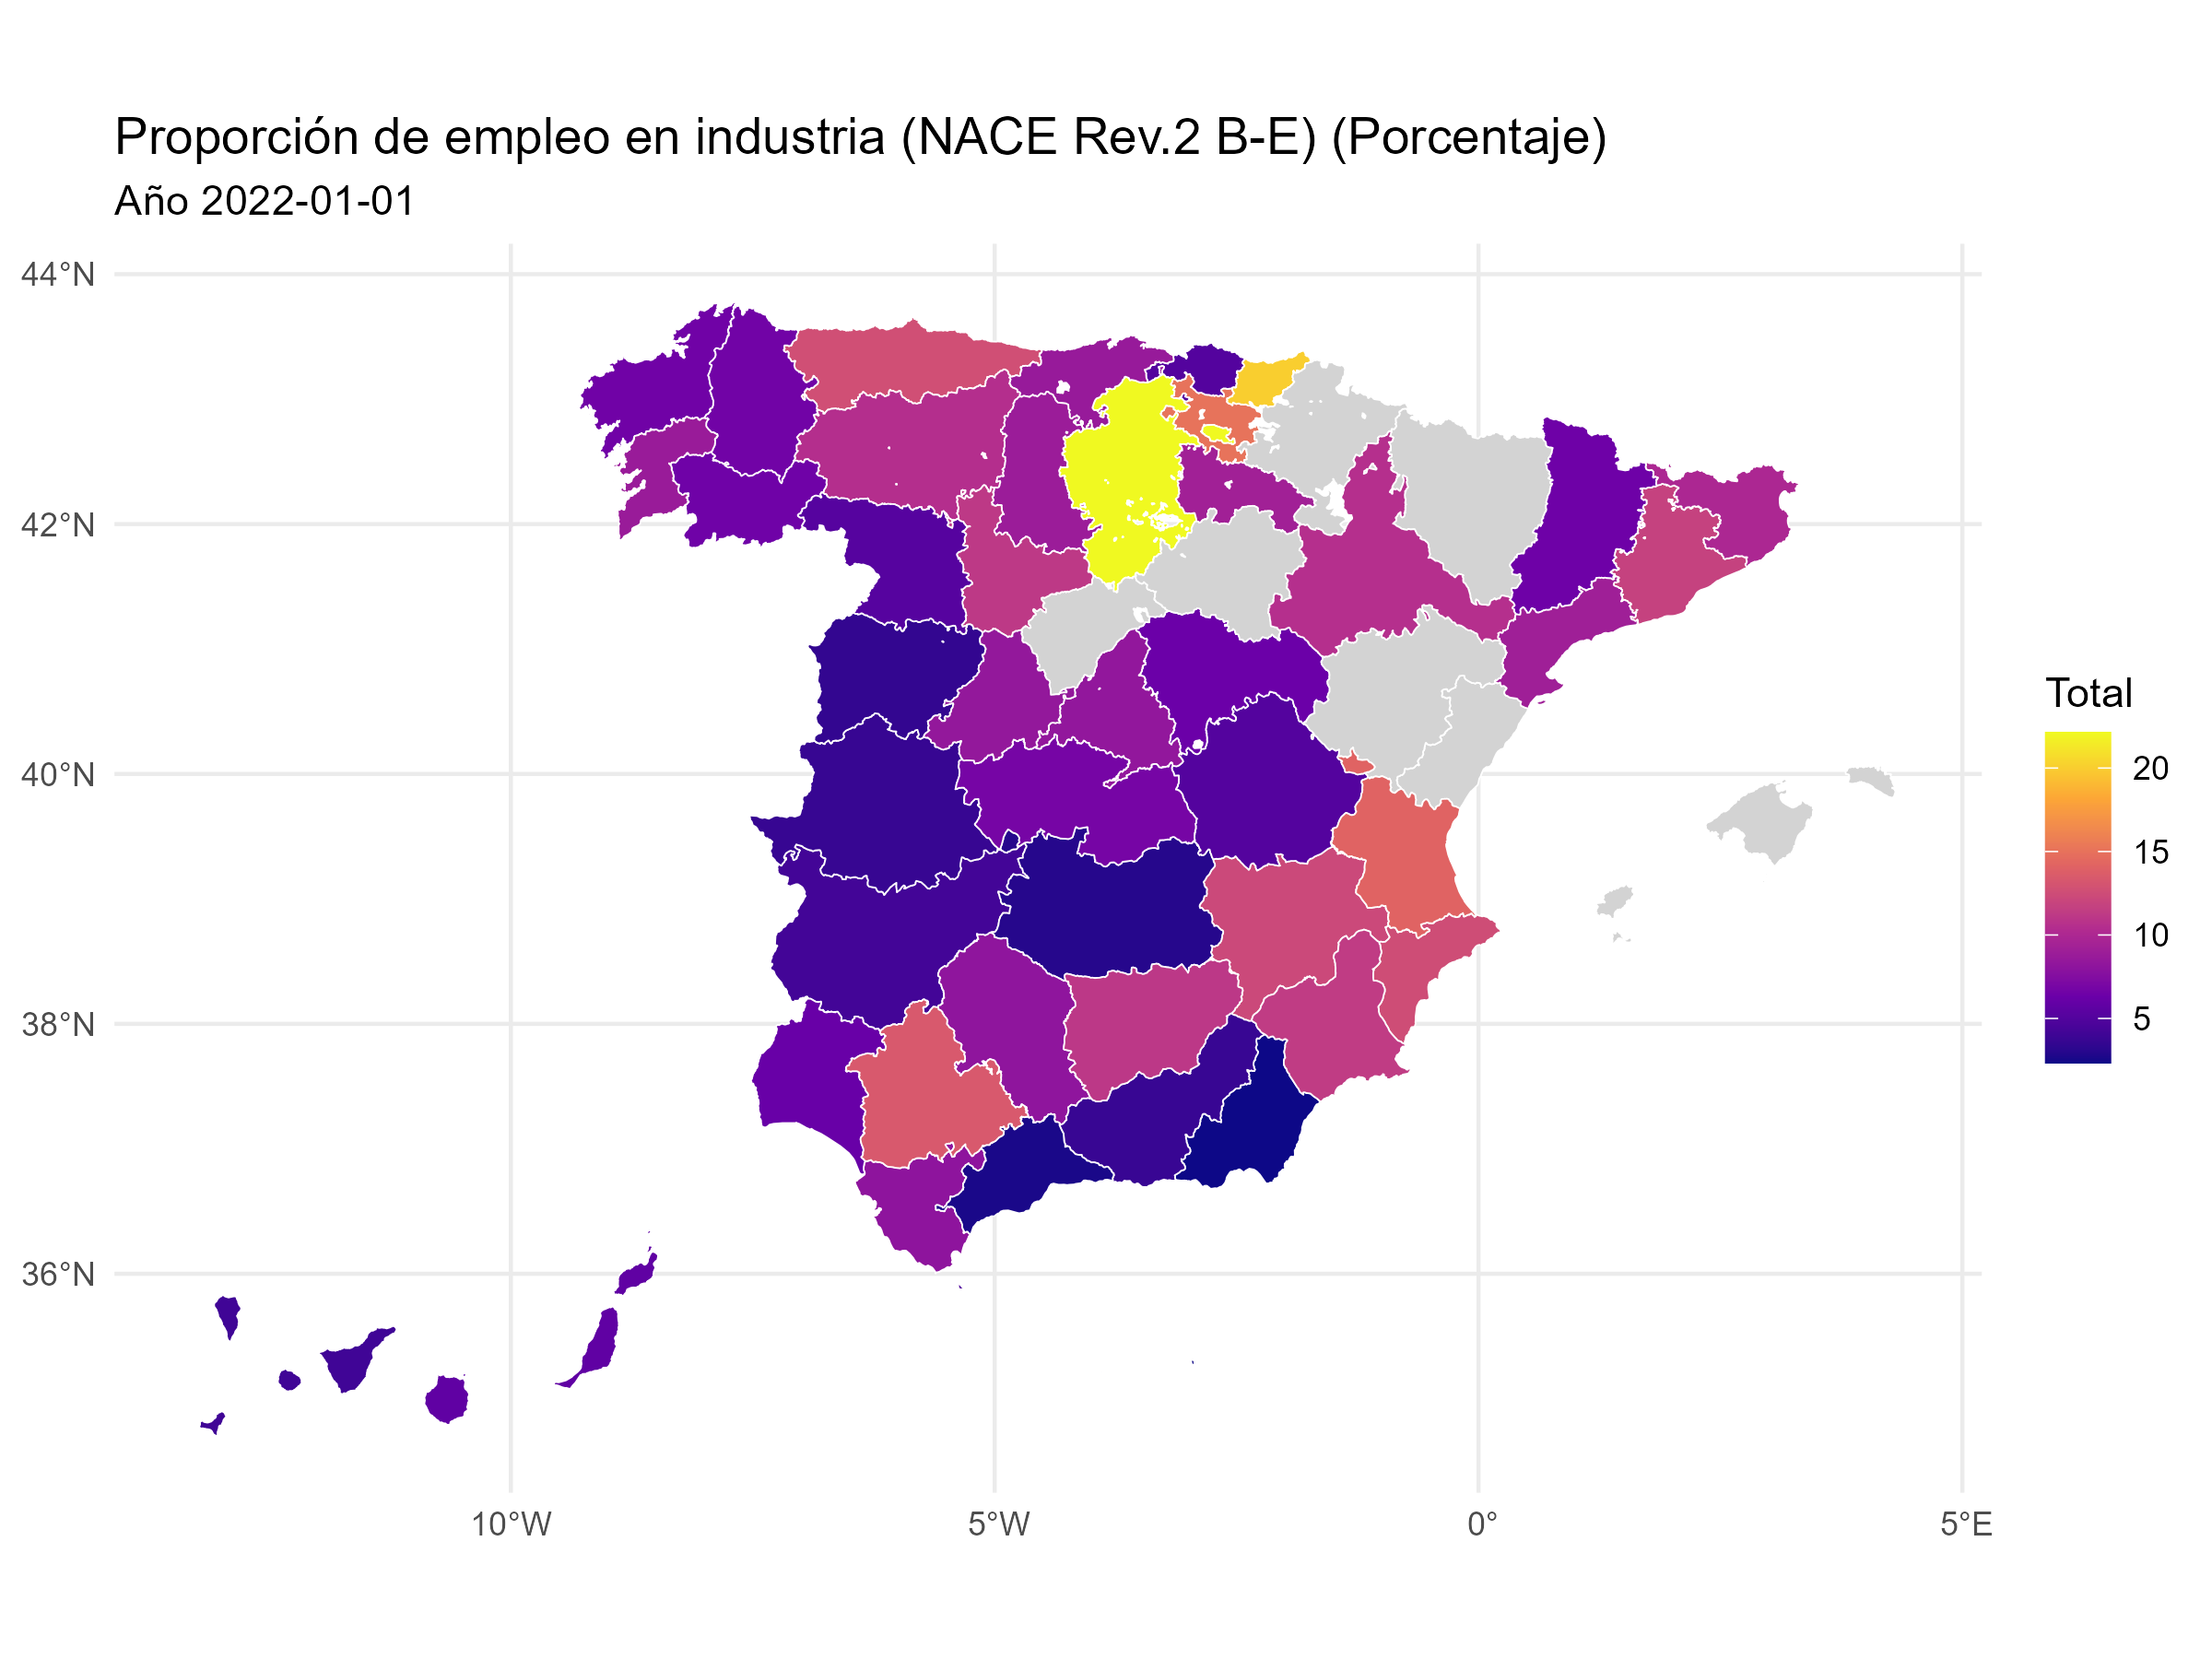 Proporción de empleo en industria (NACE Rev.2 B-E) (Porcentaje)
Año 2022-01-01
44°N
42°N
40°N
38°N
36°N
10°W
5°W
0°
5°E
Total
20
15
10
5